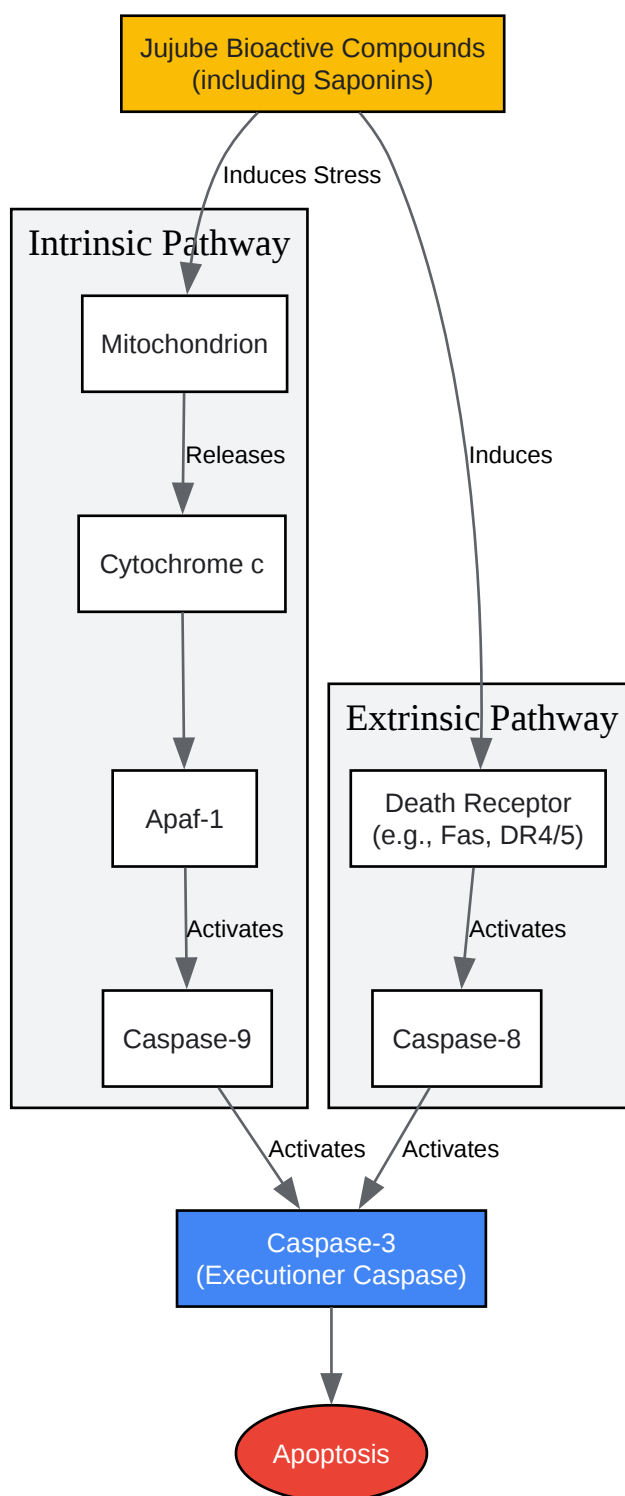 Jujube Bioactive Compounds
(including Saponins)
Induces Stress
Intrinsic Pathway
Mitochondrion
Releases
Induces
Cytochrome c
Extrinsic Pathway
Apaf-1
Death Receptor
(e.g., Fas, DR4/5)
Activates
Activates
Caspase-9
Caspase-8
Activates
Activates
Caspase-3
(Executioner Caspase)
Apoptosis